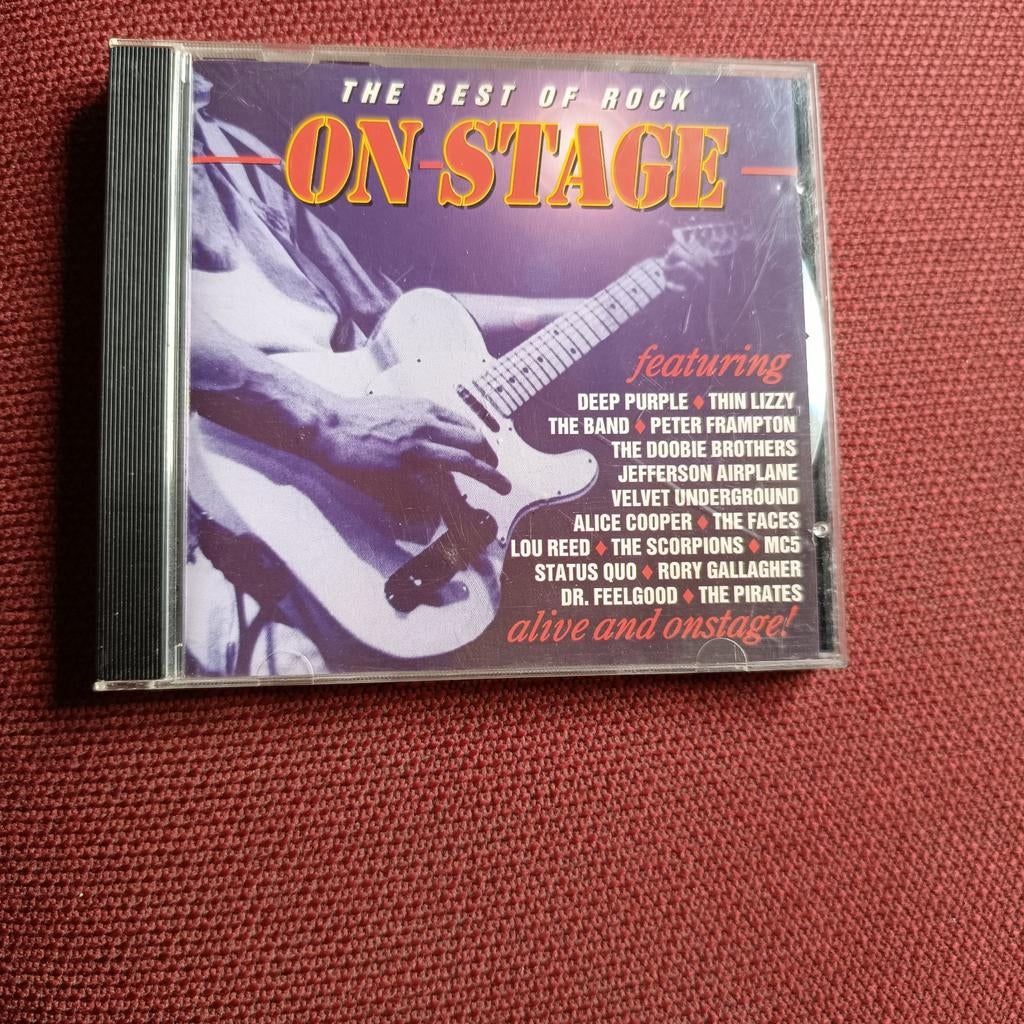 THE BEST OF ROCK
ON-STAGE
featuring
DEEP PURPLE ♦ THIN LIZZY
THE BAND ♦ PETER FRAMPTON
THE DOOBIE BROTHERS
JEFFERSON AIRPLANE
VELVET UNDERGROUND
ALICE COOPER ♦ THE FACES
LOU REED ♦ THE SCORPIONS ♦ MC5
STATUS QUO ♦ RORY GALLAGHER
DR. FEELGOOD ♦ THE PIRATES
alive and onstage!